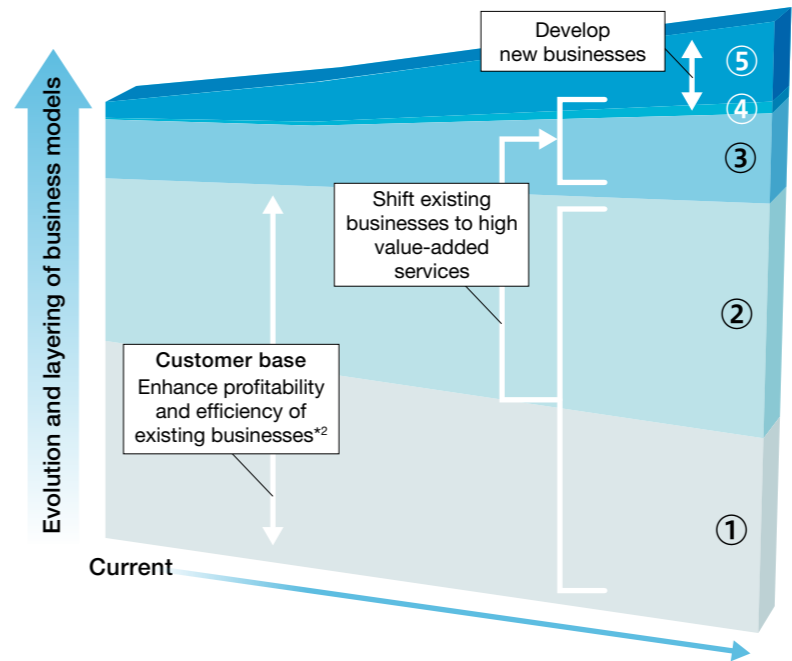 Evolution and layering of business models
Develop
new businesses
⑤
④
③
Shift existing
businesses to high
value-added
services
②
Customer base
Enhance profitability
and efficiency of
existing businesses*2
①
Current